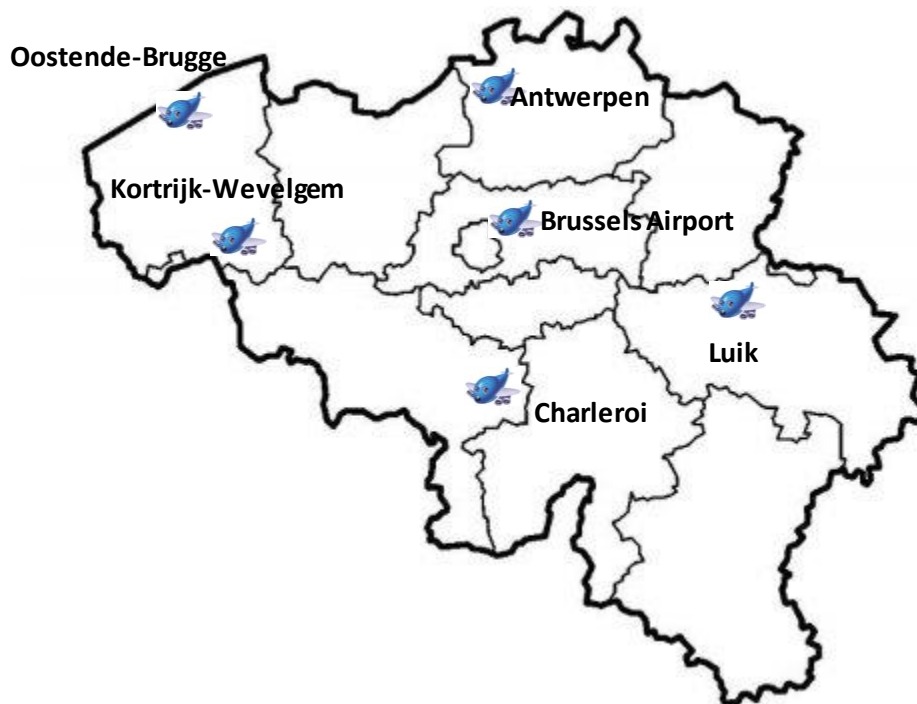 Oostende-Brugge
Antwerpen
Kortrijk-Wevelgem
Brussels Airport
Luik
Charleroi